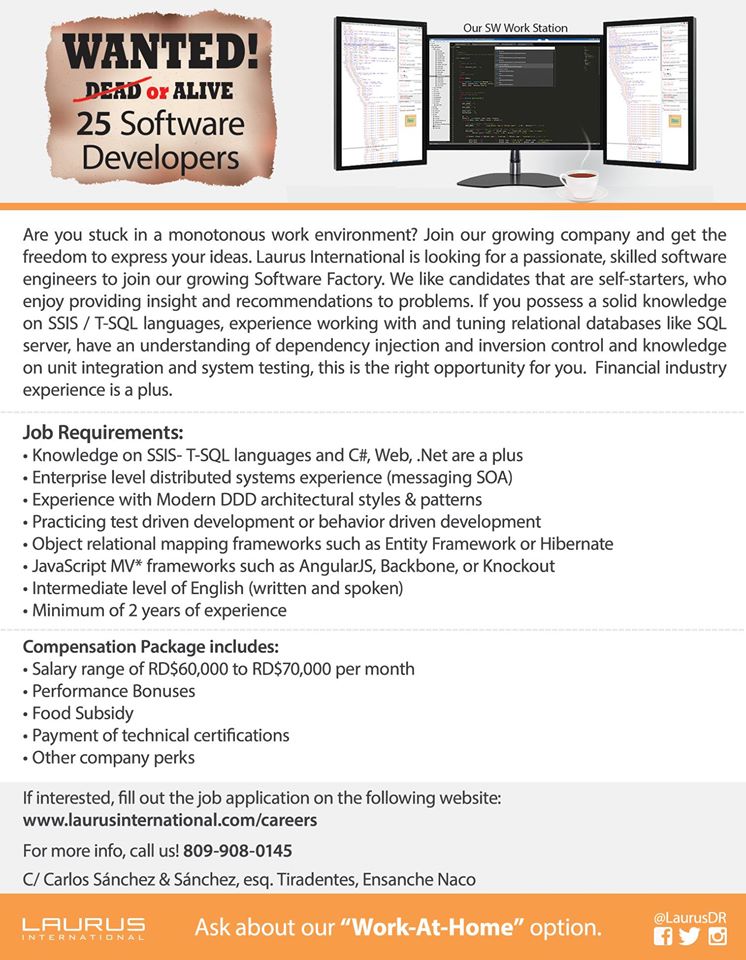 WANTED!
DEAD or ALIVE
25 Software
Developers
Our SW Work Station
Are you stuck in a monotonous work environment? Join our growing company and get the
freedom to express your ideas. Laurus International is looking for a passionate, skilled software
engineers to join our growing Software Factory. We like candidates that are self-starters, who
enjoy providing insight and recommendations to problems. If you possess a solid knowledge
on SSIS / T-SQL languages, experience working with and tuning relational databases like SQL
server, have an understanding of dependency injection and inversion control and knowledge
on unit integration and system testing, this is the right opportunity for you. Financial industry
experience is a plus.
Job Requirements:
• Knowledge on SSIS- T-SQL languages and C#, Web, .Net are a plus
• Enterprise level distributed systems experience (messaging SOA)
• Experience with Modern DDD architectural styles & patterns
• Practicing test driven development or behavior driven development
• Object relational mapping frameworks such as Entity Framework or Hibernate
• JavaScript MV* frameworks such as AngularJS, Backbone, or Knockout
• Intermediate level of English (written and spoken)
• Minimum of 2 years of experience
Compensation Package includes:
• Salary range of RD$60,000 to RD$70,000 per month
• Performance Bonuses
• Food Subsidy
• Payment of technical certifications
• Other company perks
If interested, fill out the job application on the following website:
www.laurusinternational.com/careers
For more info, call us! 809-908-0145
C/ Carlos Sánchez & Sánchez, esq. Tiradentes, Ensanche Naco
LAURUS
INTERNATIONAL
Ask about our “Work-At-Home” option.
@LaurusDR